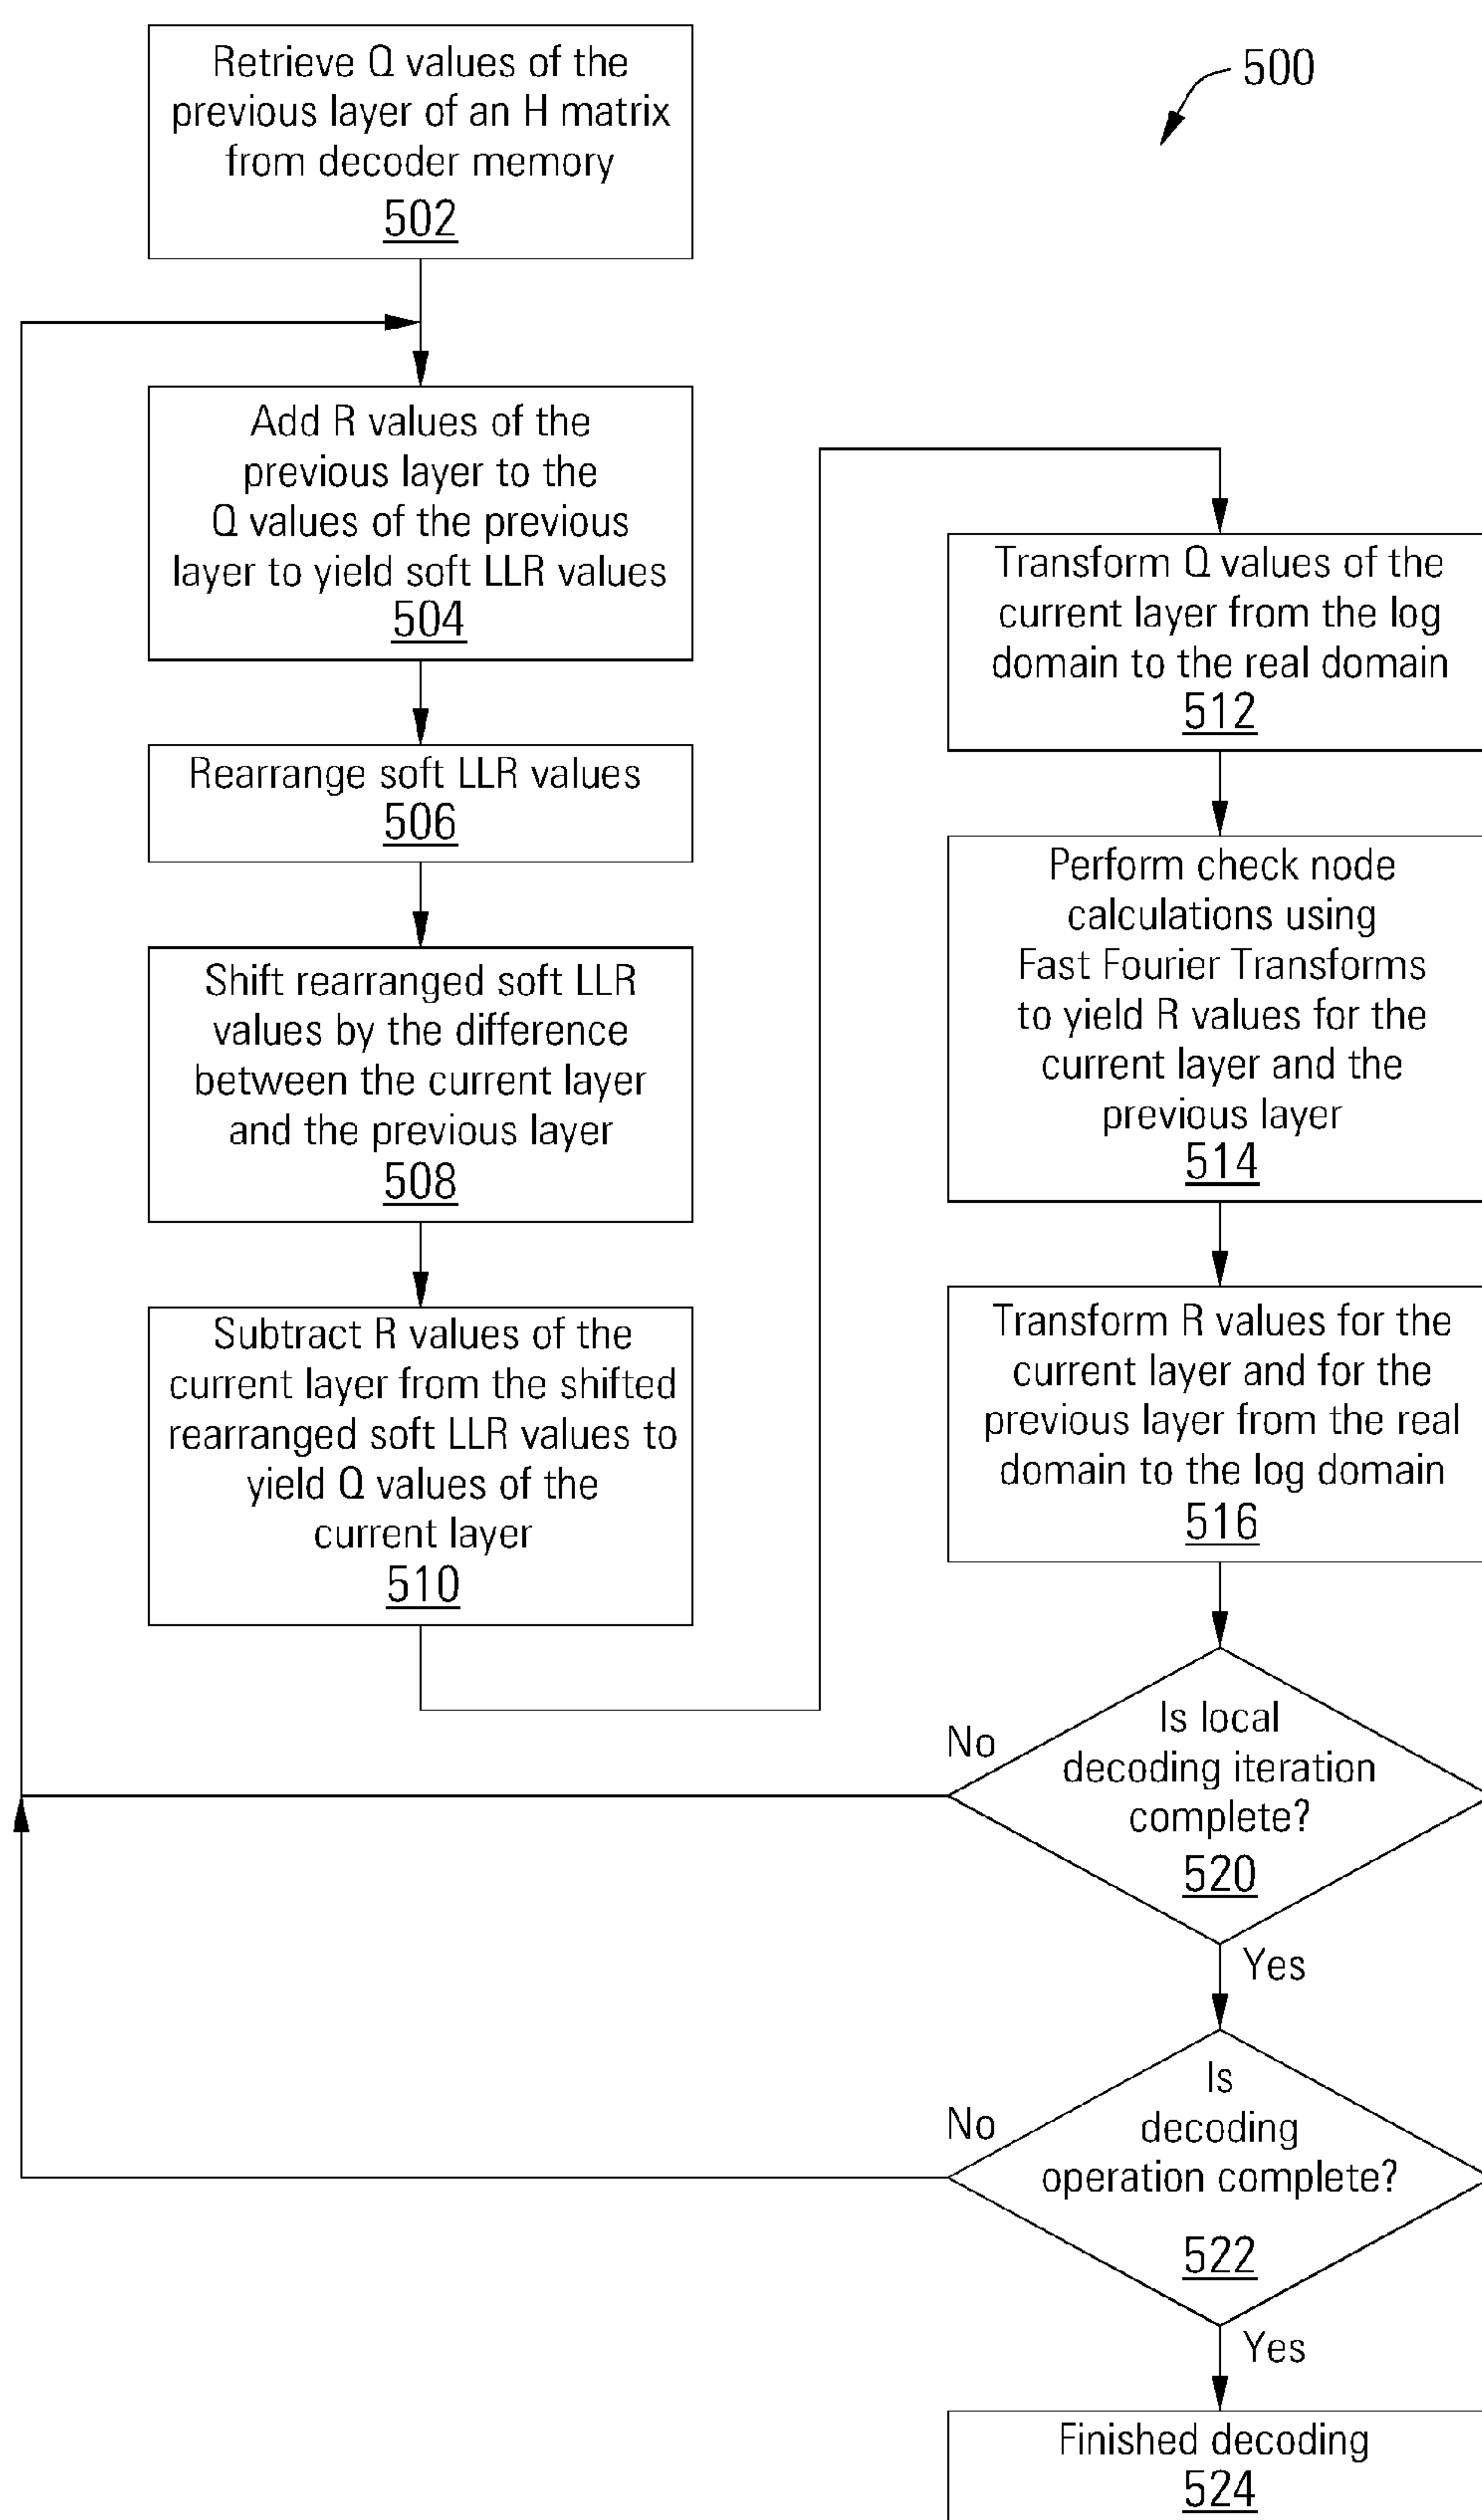 500
Retrieve Q values of the
previous layer of an H matrix
from decoder memory
502
Add R values of the
previous layer to the
Q values of the previous
layer to yield soft LLR values
504
Rearrange soft LLR values
506
Shift rearranged soft LLR
values by the difference
between the current layer
and the previous layer
508
Subtract R values of the
current layer from the shifted
rearranged soft LLR values to
yield Q values of the
current layer
510
Transform Q values of the
current layer from the log
domain to the real domain
512
Perform check node
calculations using
Fast Fourier Transforms
to yield R values for the
current layer and the
previous layer
514
Transform R values for the
current layer and for the
previous layer from the real
domain to the log domain
516
No
Is local
decoding iteration
complete?
520
Yes
No
Is
decoding
operation complete?
522
Yes
Finished decoding
524